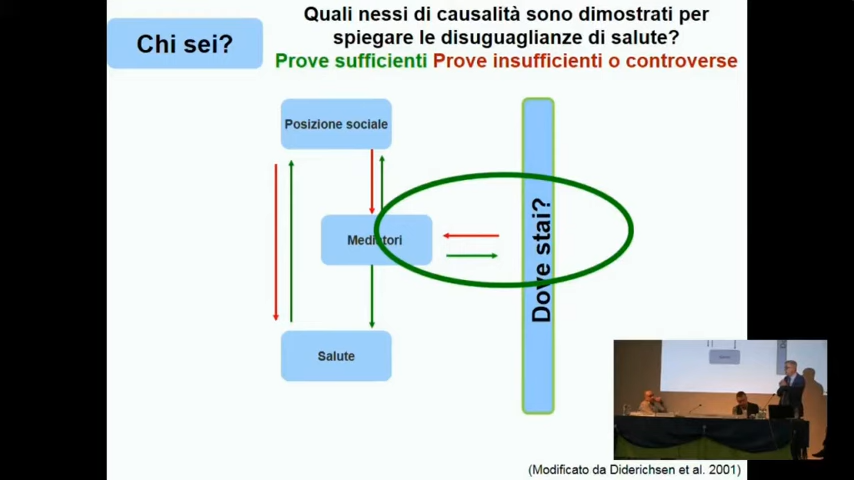 Chi sei?
Quali nessi di causalità sono dimostrati per
spiegare le disuguaglianze di salute?
Prove sufficienti Prove insufficienti o controverse
Posizione sociale
Mediatori
Dove stai?
Salute
(Modificato da Diderichsen et al. 2001)